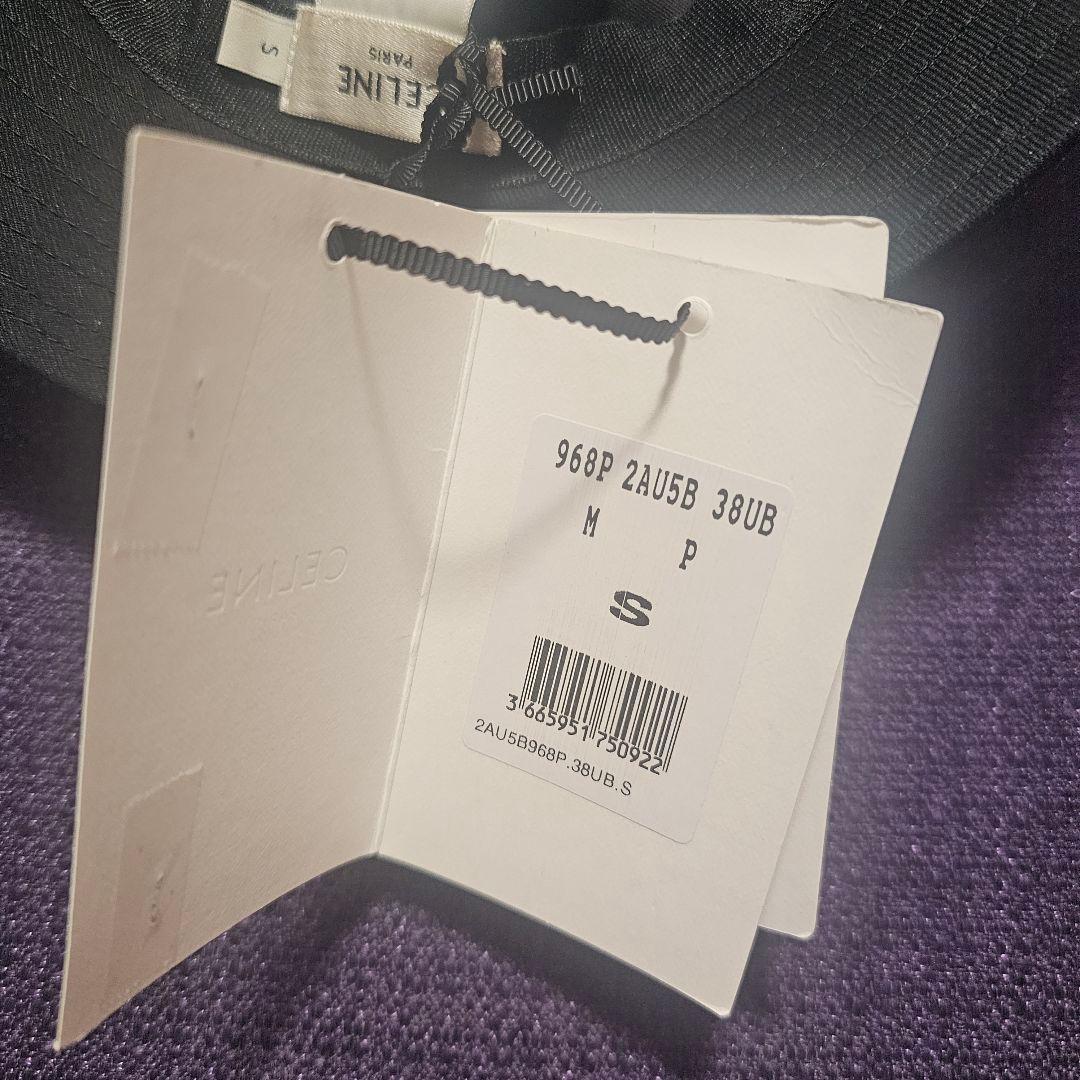 S
CELINE
PARIS
CELINE
968P 2AU5B 38UB
M P
S
3 665951 750922
2AU5B968P.38UB.S